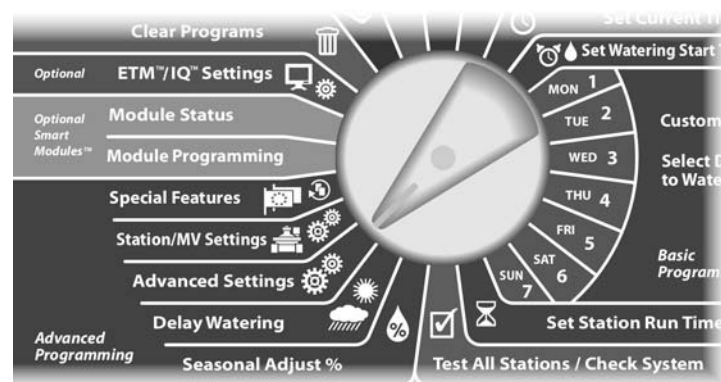 Clear Programs
Set Current Ti
Optional
ETM™/IQ™ Settings
Set Watering Start T
Optional
Smart
Modules™
Module Status
Module Programming
MON 1
TUE 2
WED 3
THU 4
FRI 5
SAT 6
SUN 7
Custom
Select D
to Wate
Special Features
Station/MV Settings
Advanced Settings
Basic
Program
Delay Watering
%
Set Station Run Time
Advanced
Programming
Seasonal Adjust %
Test All Stations / Check System